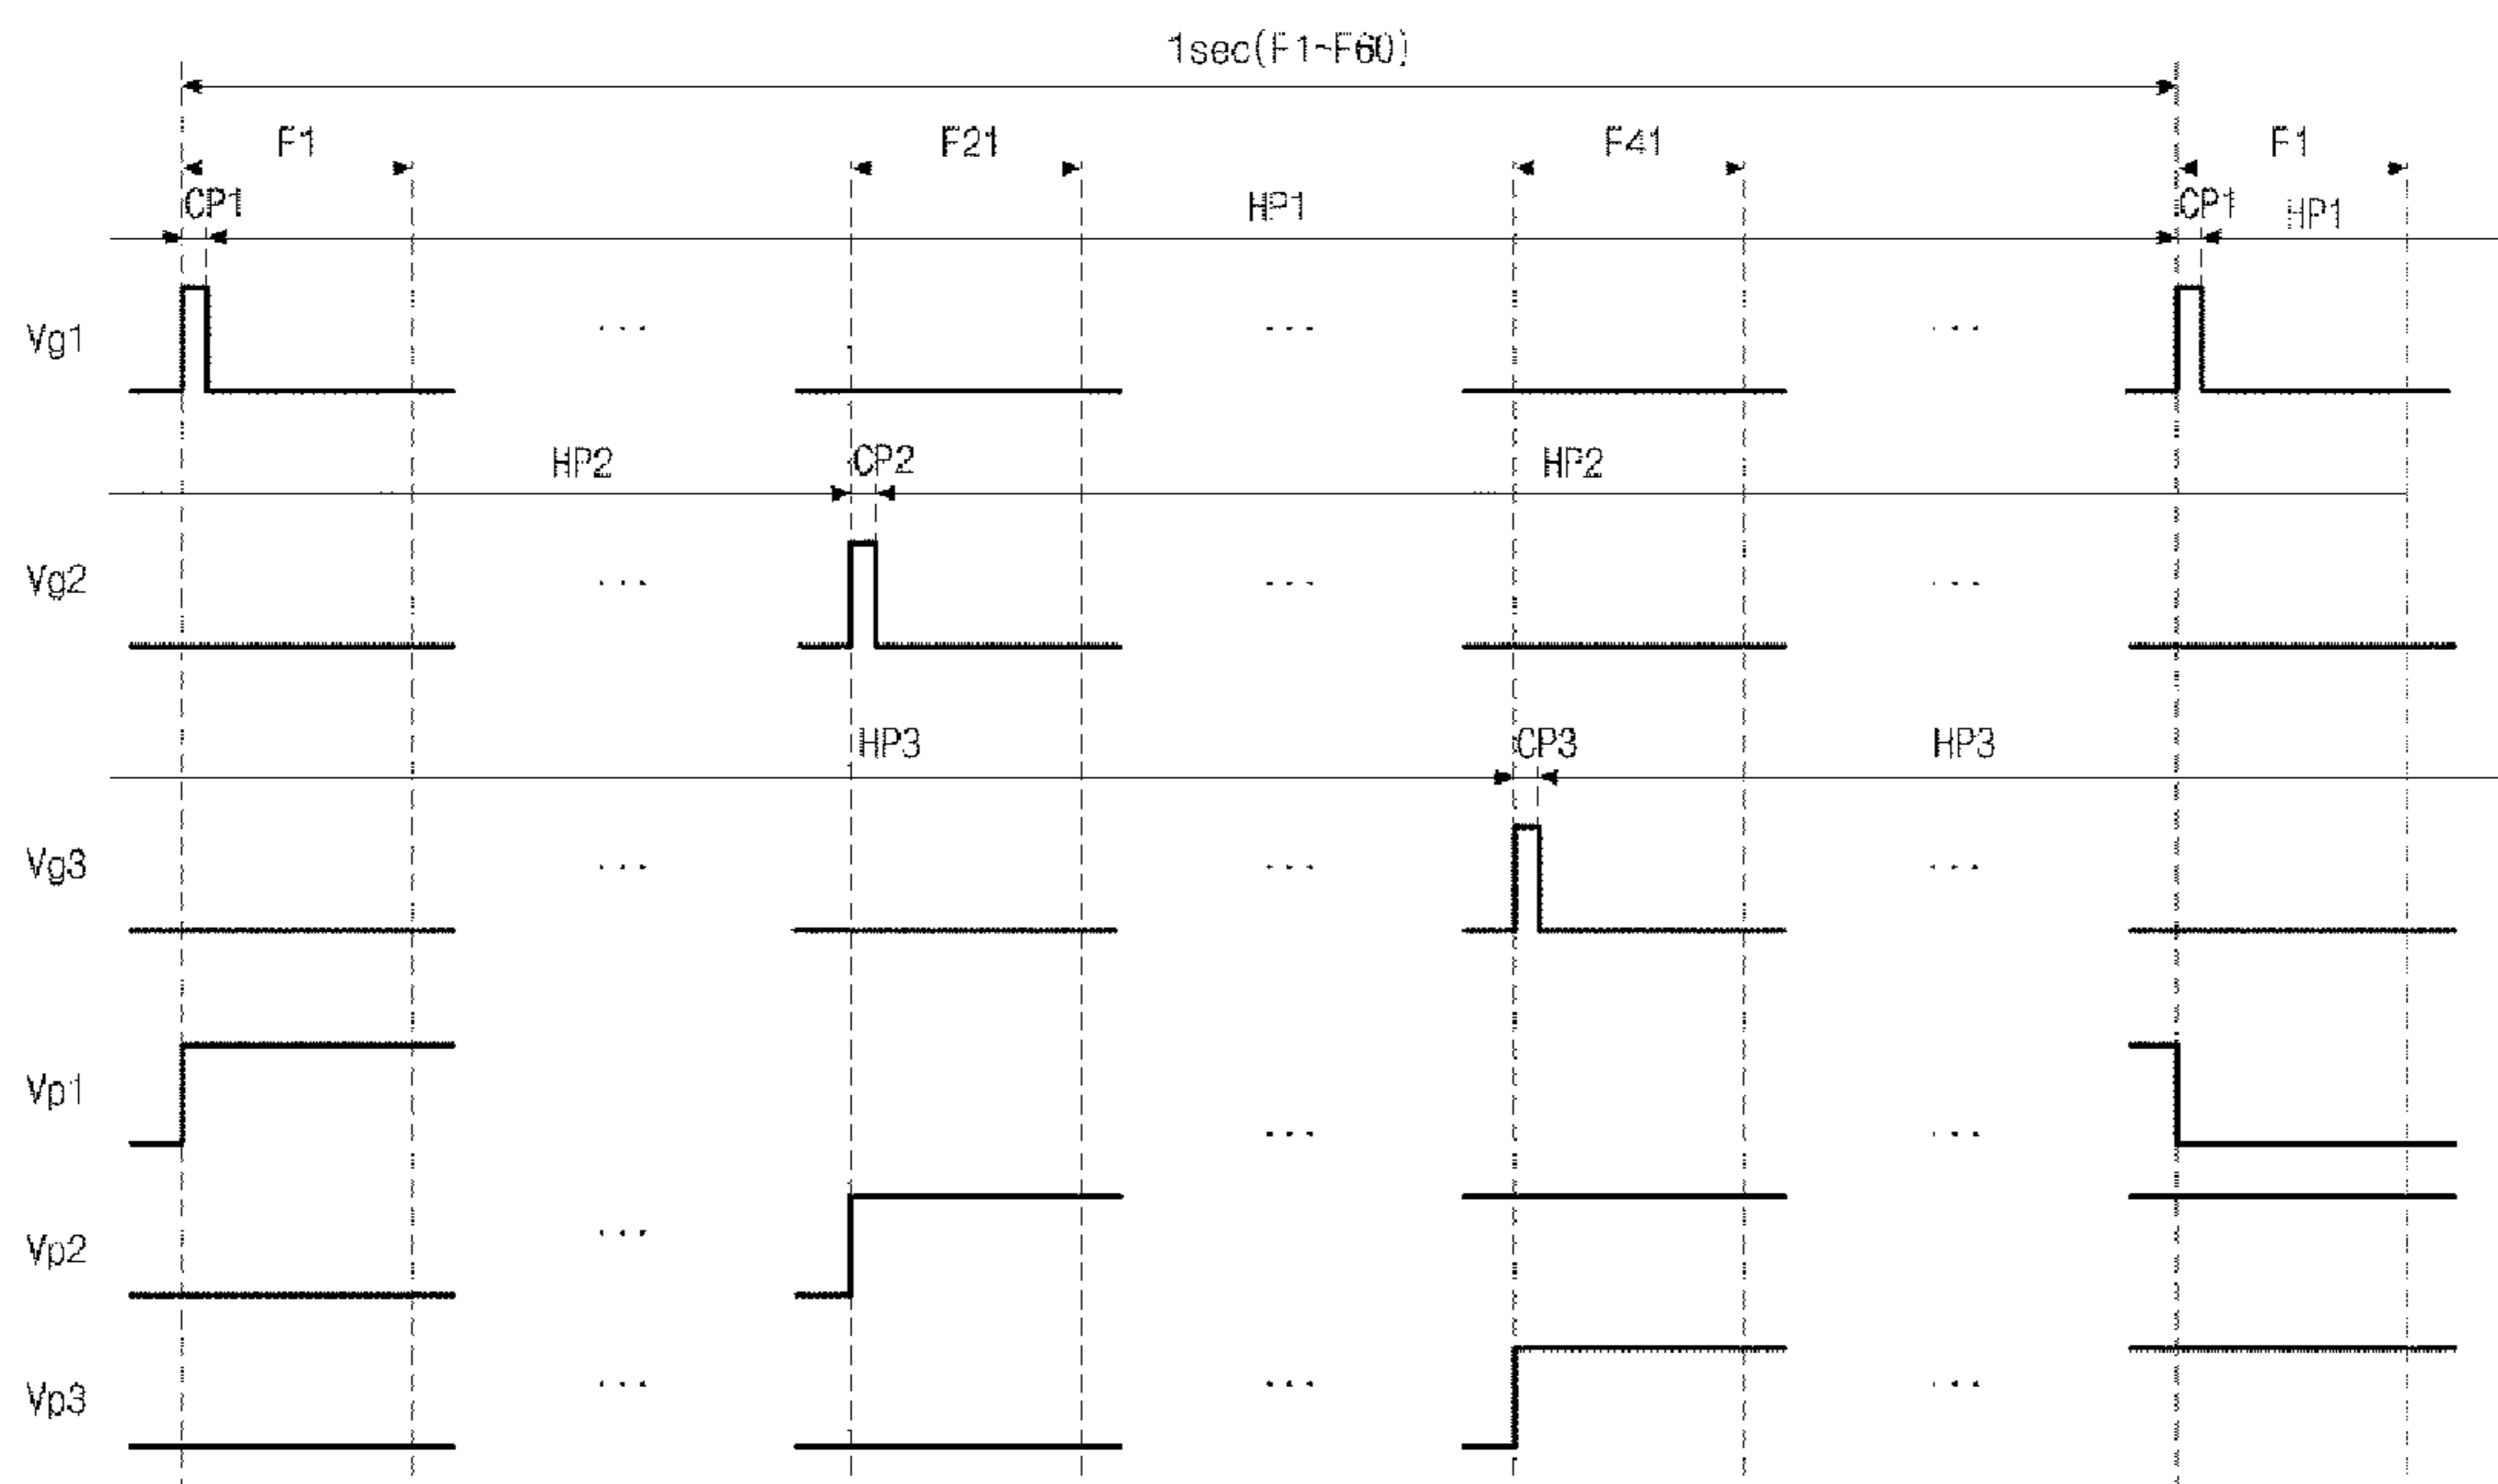 1sec(F1~F60)
F1 F21 F41 F1
CP1 HP1 CP1 HP1
Vg1 ... ... ...
HP2 CP2 HP2
Vg2 ... ... ...
HP3 CP3 HP3
Vg3 ... ... ...
Vp1 ... ...
Vp2 ...
Vp3 ... ... ...